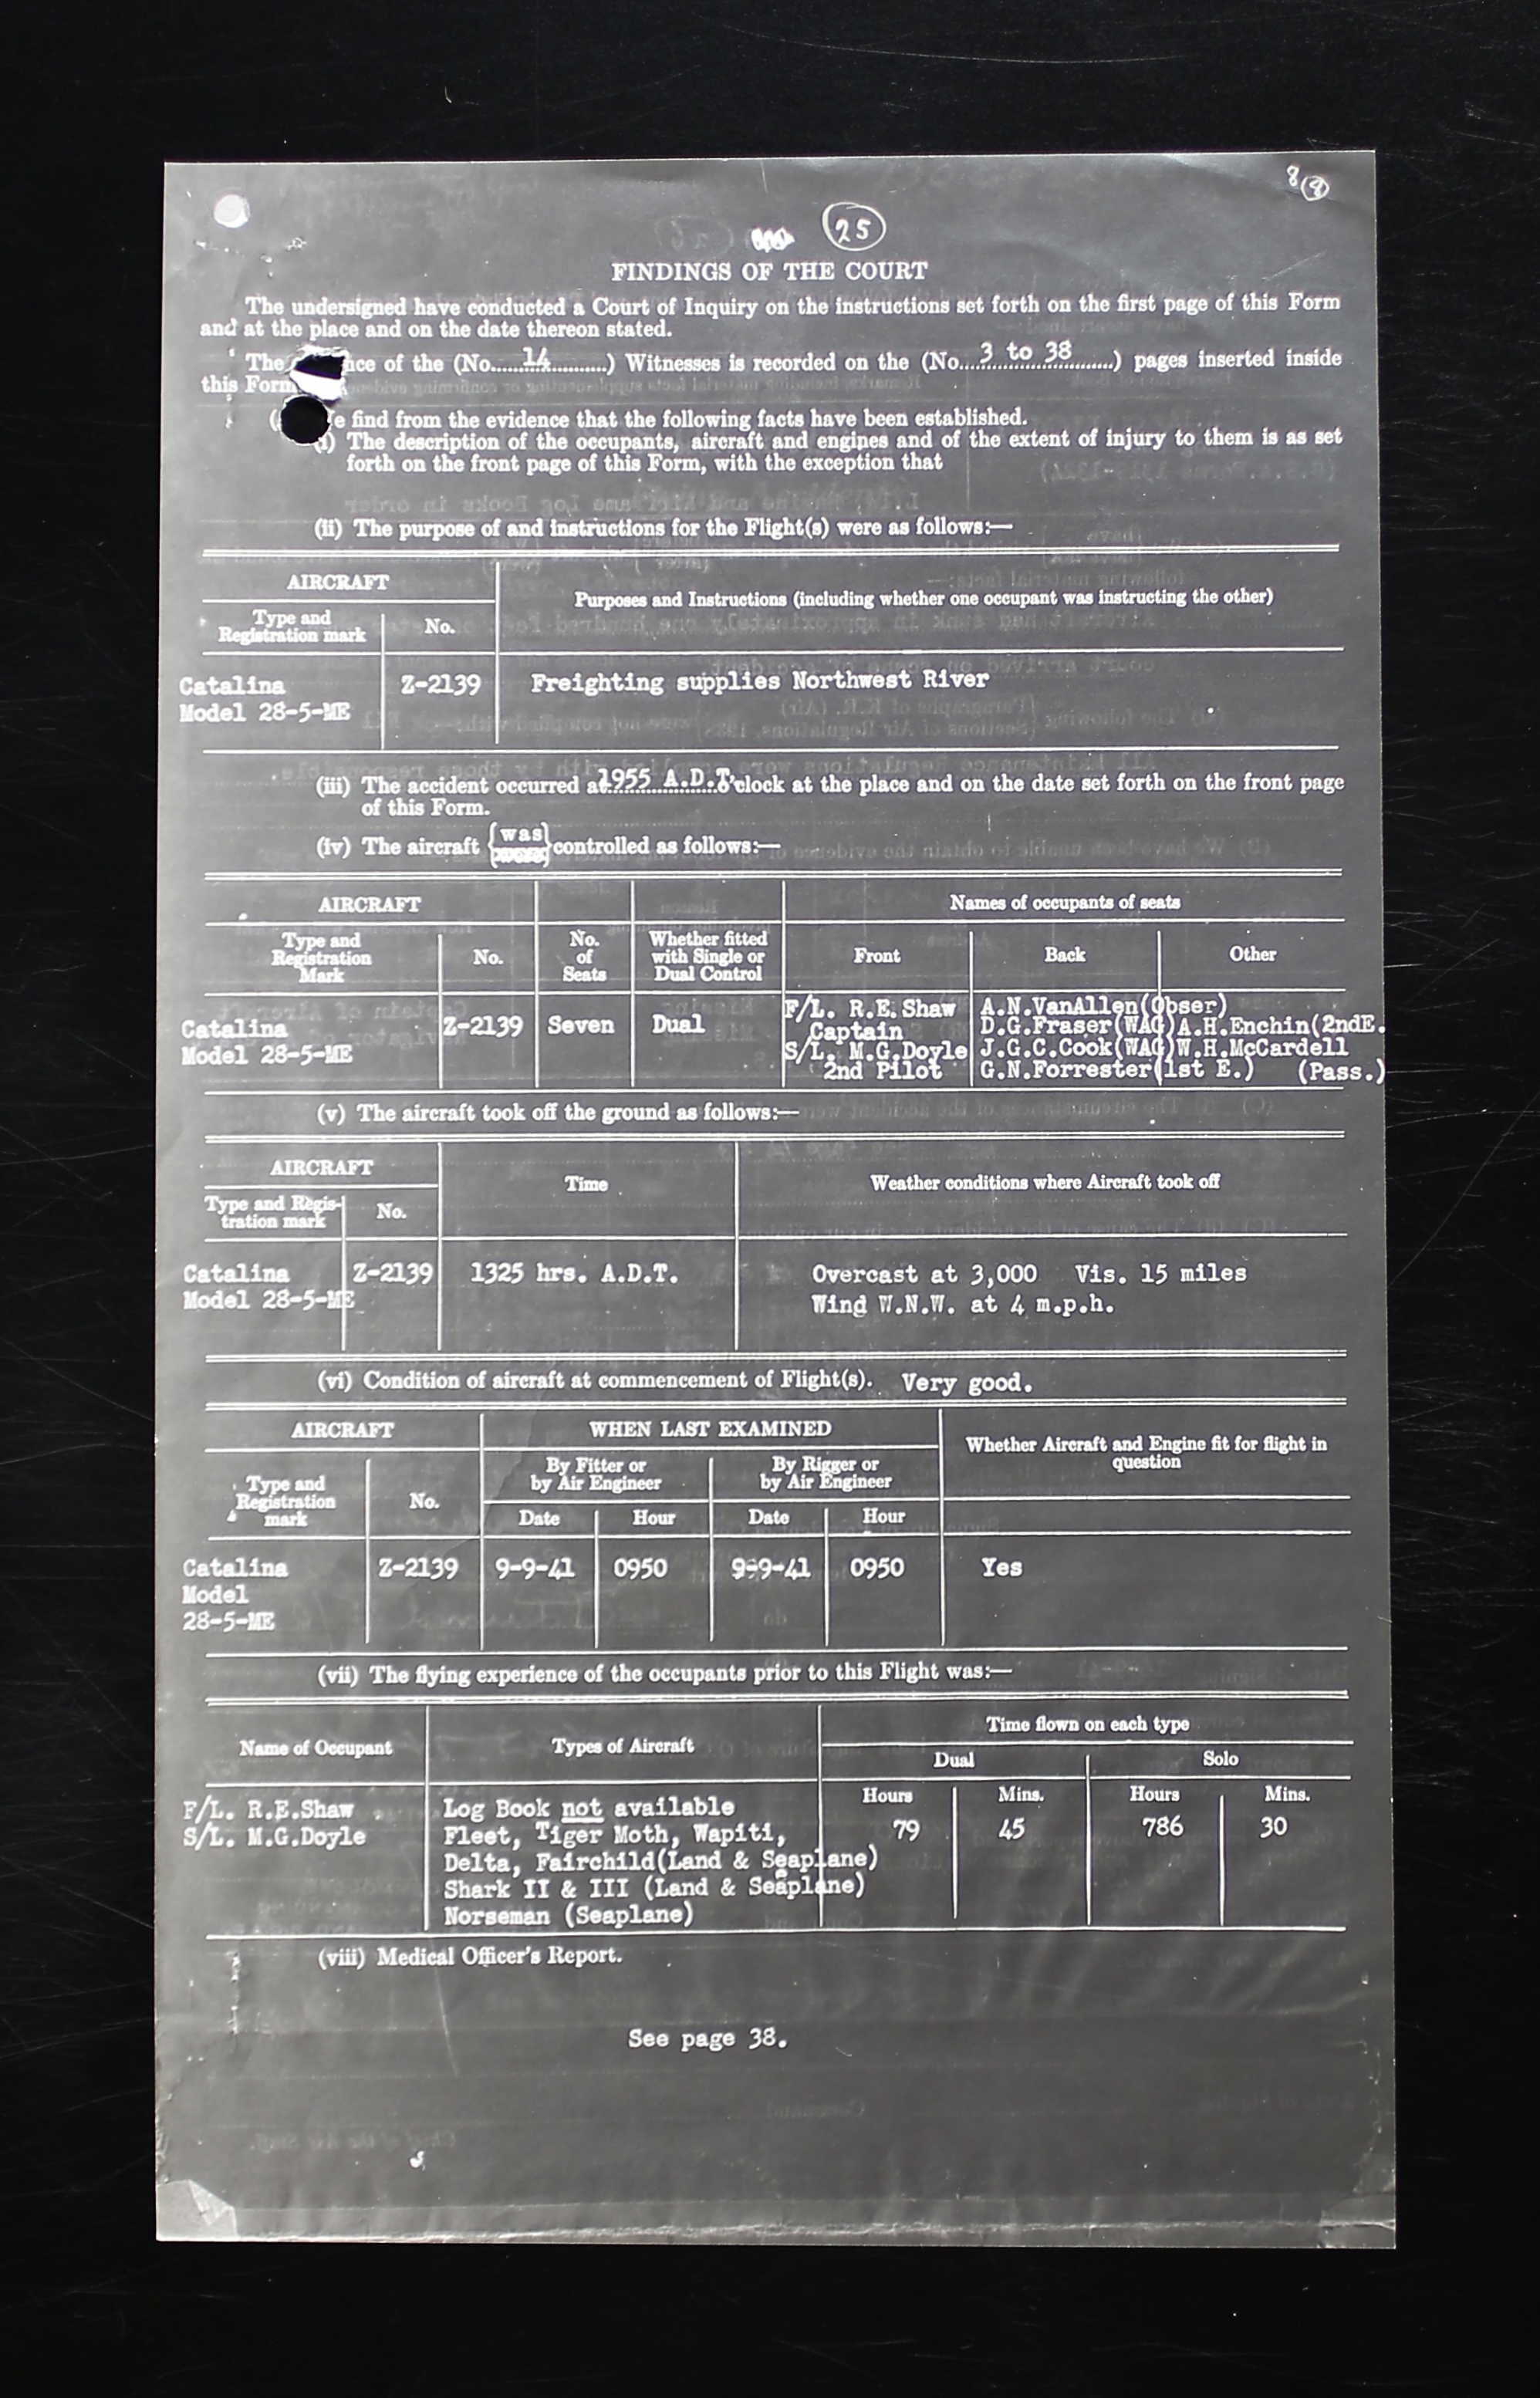 8(8)
25
FINDINGS OF THE COURT
The undersigned have conducted a Court of Inquiry on the instructions set forth on the first page of this Form
and at the place and on the date thereon stated.
The nce of the (No. 14 ) Witnesses is recorded on the (No. 3 to 38 ) pages inserted inside
this Form
e find from the evidence that the following facts have been established.
(i) The description of the occupants, aircraft and engines and of the extent of injury to them is as set
forth on the front page of this Form, with the exception that
(ii) The purpose of and instructions for the Flight(s) were as follows:—
AIRCRAFT
Purposes and Instructions (including whether one occupant was instructing the other)
Type and
Registration mark
No.
Catalina
Model 28-5-ME
Z-2139
Freighting supplies Northwest River
(iii) The accident occurred at 1955 A.D.T. o'clock at the place and on the date set forth on the front page
of this Form.
(iv) The aircraft {was} controlled as follows:—
AIRCRAFT
Names of occupants of seats
Type and
Registration
Mark
No.
No.
of
Seats
Whether fitted
with Single or
Dual Control
Front
Back
Other
Catalina
Model 28-5-ME
Z-2139
Seven
Dual
F/L. R.E. Shaw
Captain
S/L. M.G.Doyle
2nd Pilot
A.N.VanAllen(Obser)
D.G.Fraser(WAG)A.H.Enchin(2ndE.
J.G.C.Cook(WAG)W.H.McCardell
G.N.Forrester(1st E.) (Pass.)
(v) The aircraft took off the ground as follows:—
AIRCRAFT
Time
Weather conditions where Aircraft took off
Type and Regis-
tration mark
No.
Catalina
Model 28-5-ME
Z-2139
1325 hrs. A.D.T.
Overcast at 3,000 Vis. 15 miles
Wind W.N.W. at 4 m.p.h.
(vi) Condition of aircraft at commencement of Flight(s). Very good.
AIRCRAFT
WHEN LAST EXAMINED
Whether Aircraft and Engine fit for flight in
question
Type and
Registration
mark
No.
By Fitter or
by Air Engineer
By Rigger or
by Air Engineer
Date
Hour
Date
Hour
Catalina
Model
28-5-ME
Z-2139
9-9-41
0950
9-9-41
0950
Yes
(vii) The flying experience of the occupants prior to this Flight was:—
Name of Occupant
Types of Aircraft
Time flown on each type
Dual
Solo
Hours
Mins.
Hours
Mins.
F/L. R.E.Shaw
Log Book not available
S/L. M.G.Doyle
Fleet, Tiger Moth, Wapiti,
79
45
786
30
Delta, Fairchild(Land & Seaplane)
Shark II & III (Land & Seaplane)
Norseman (Seaplane)
(viii) Medical Officer's Report.
See page 38.